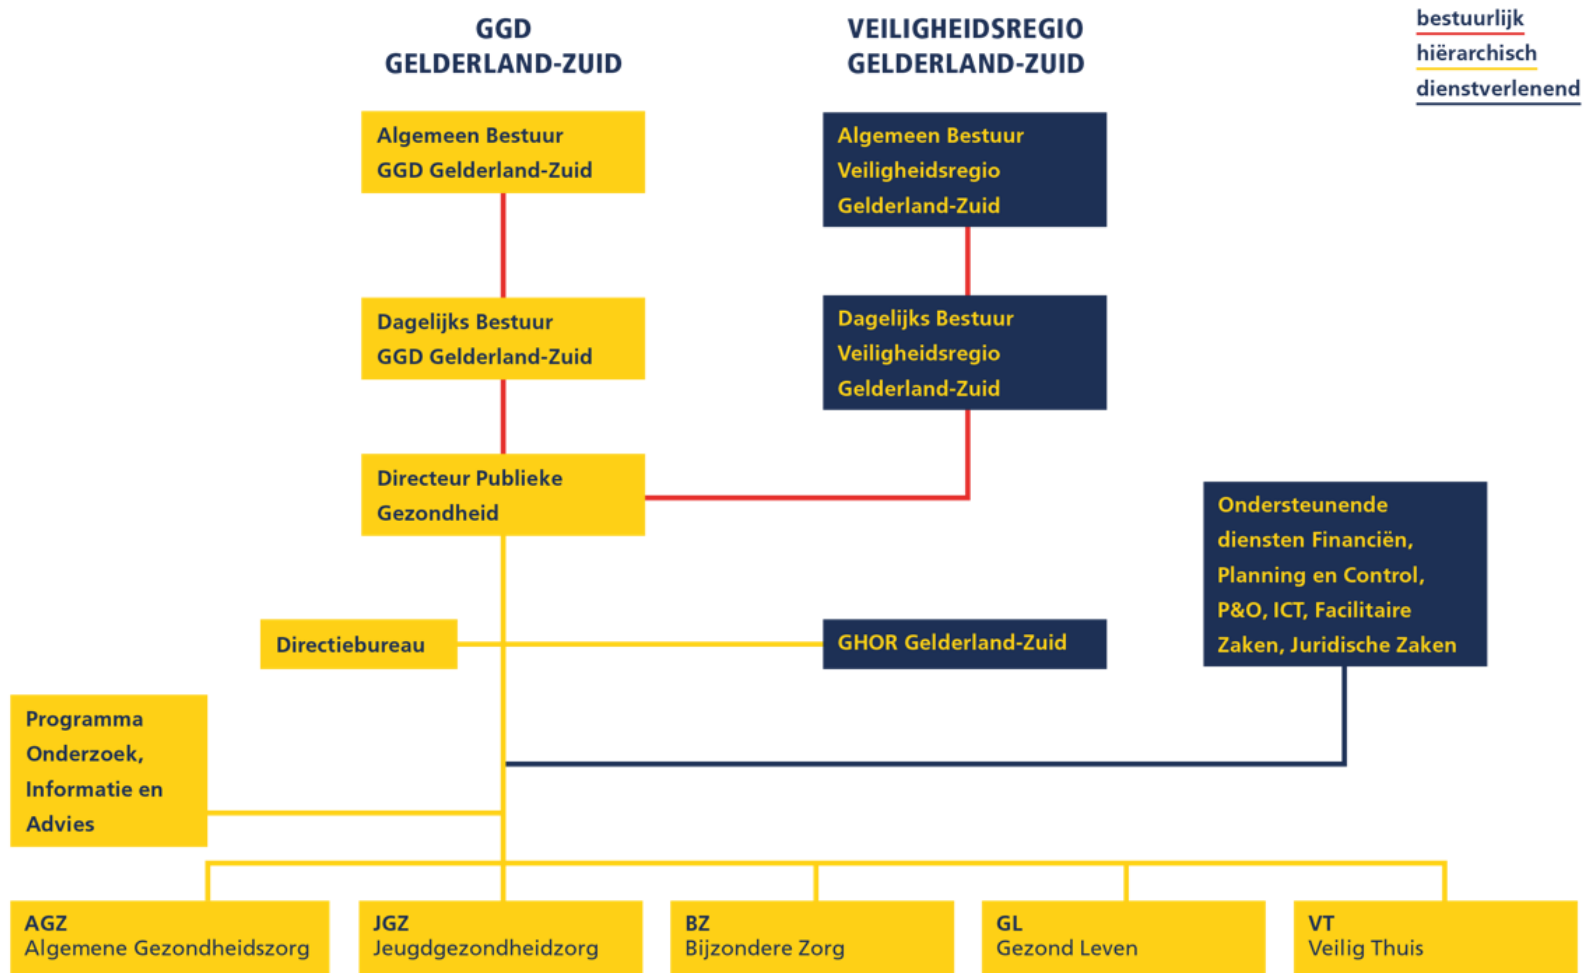 GGD
GELDERLAND-ZUID
VEILIGHEIDSREGIO
GELDERLAND-ZUID
bestuurlijk
hiërarchisch
dienstverlenend
Algemeen Bestuur
GGD Gelderland-Zuid
Algemeen Bestuur
Veiligheidsregio
Gelderland-Zuid
Dagelijks Bestuur
GGD Gelderland-Zuid
Dagelijks Bestuur
Veiligheidsregio
Gelderland-Zuid
Directeur Publieke
Gezondheid
Ondersteunende
diensten Financiën,
Planning en Control,
P&O, ICT, Facilitaire
Zaken, Juridische Zaken
Directiebureau
GHOR Gelderland-Zuid
Programma
Onderzoek,
Informatie en
Advies
AGZ
Algemene Gezondheidszorg
JGZ
Jeugdgezondheidzorg
BZ
Bijzondere Zorg
GL
Gezond Leven
VT
Veilig Thuis